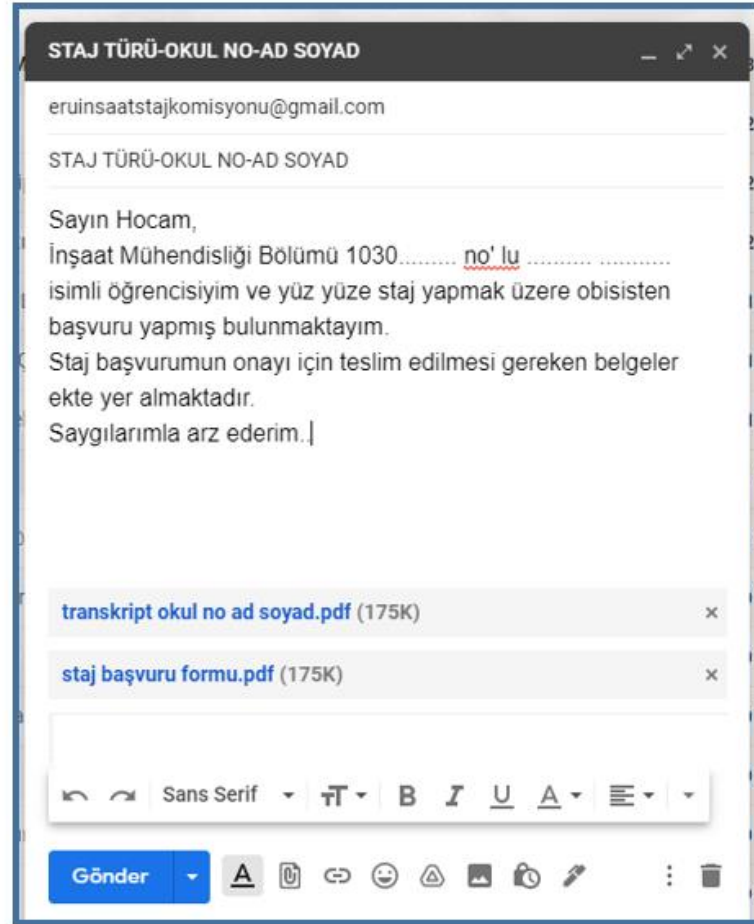 STAJ TÜRÜ-OKUL NO-AD SOYAD
eruinsaatstajkomisyonu@gmail.com
STAJ TÜRÜ-OKUL NO-AD SOYAD
Sayın Hocam,
İnşaat Mühendisliği Bölümü 1030......... no' lu .......... ...........
isimli öğrencisiyim ve yüz yüze staj yapmak üzere obisisten
başvuru yapmış bulunmaktayım.
Staj başvurumun onayı için teslim edilmesi gereken belgeler
ekte yer almaktadır.
Saygılarımla arz ederim..
transkript okul no ad soyad.pdf (175K)
staj başvuru formu.pdf (175K)
Sans Serif
Gönder